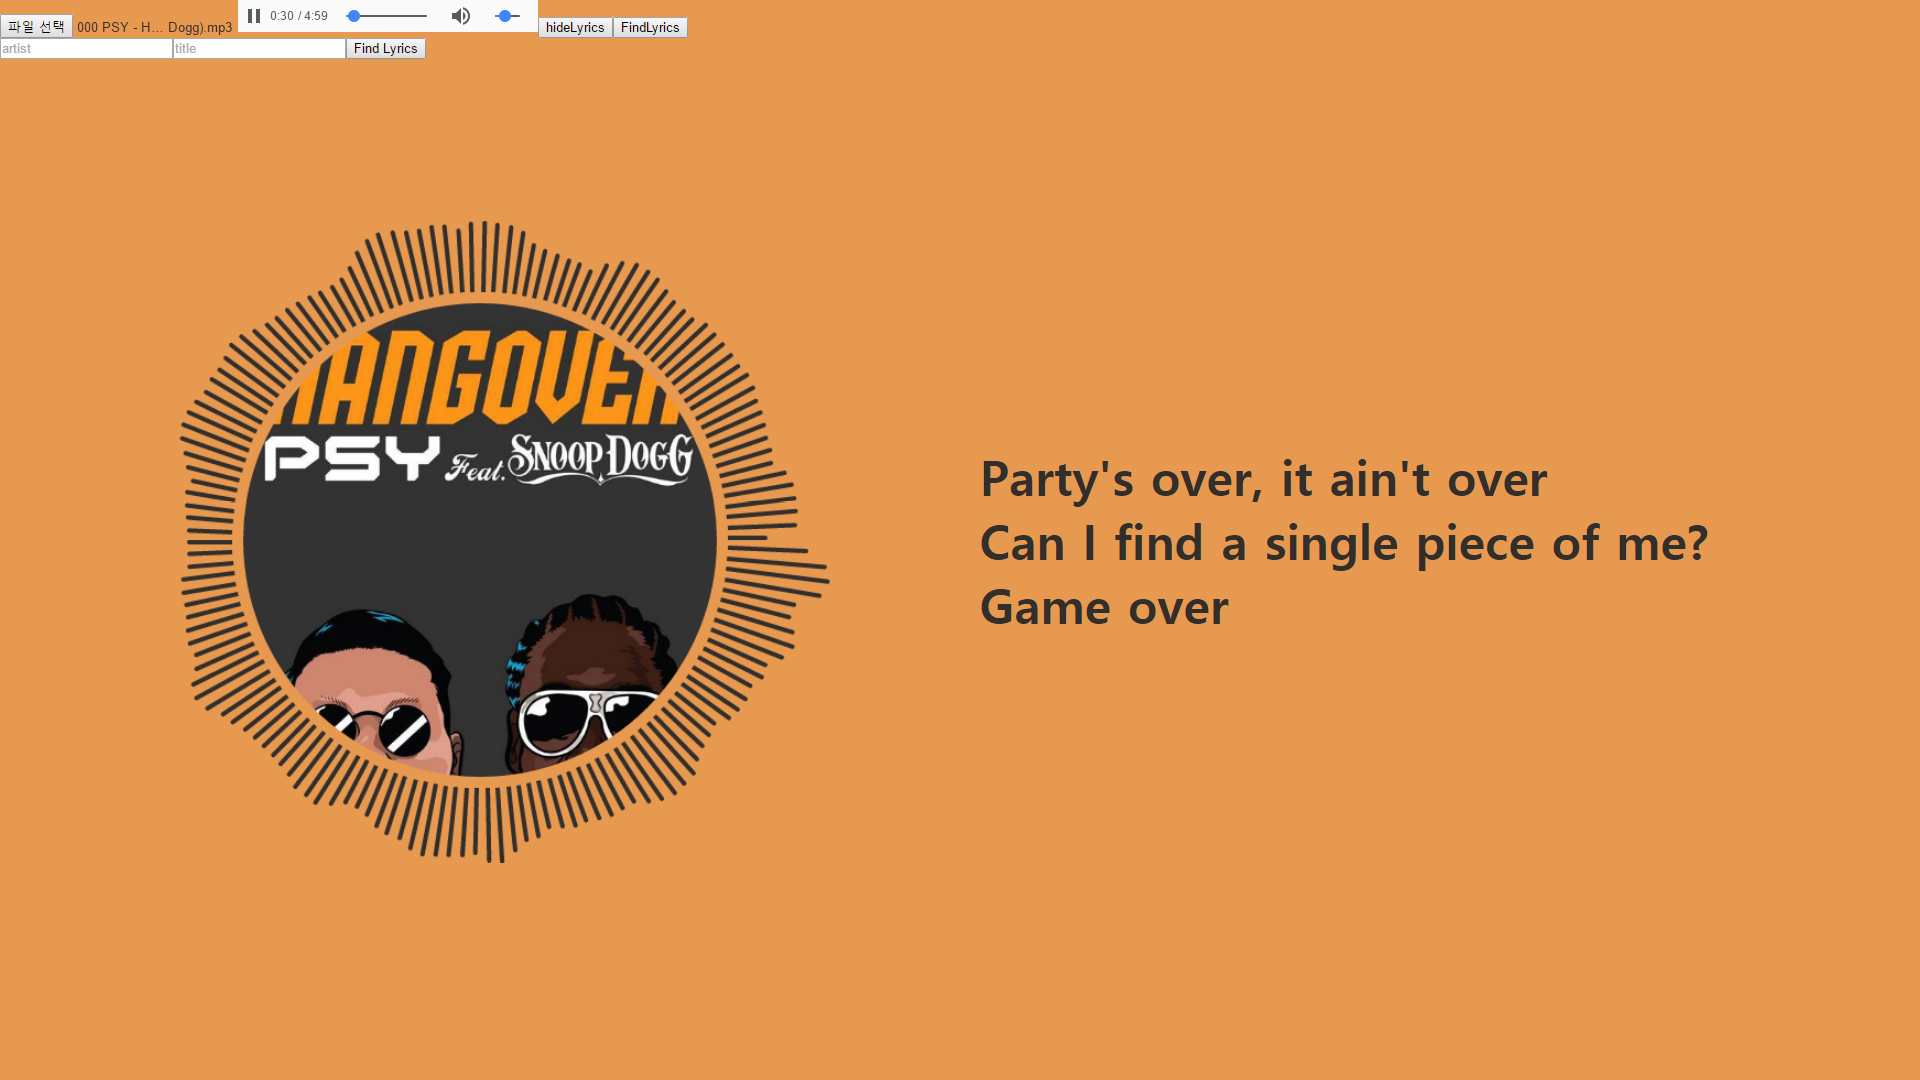 파일 선택 000 PSY - H... Dogg).mp3 0:30 / 4:59 hideLyrics FindLyrics
artist title Find Lyrics
HANGOVER
PSY Feat. SNOOP DOGG
Party's over, it ain't over
Can I find a single piece of me?
Game over